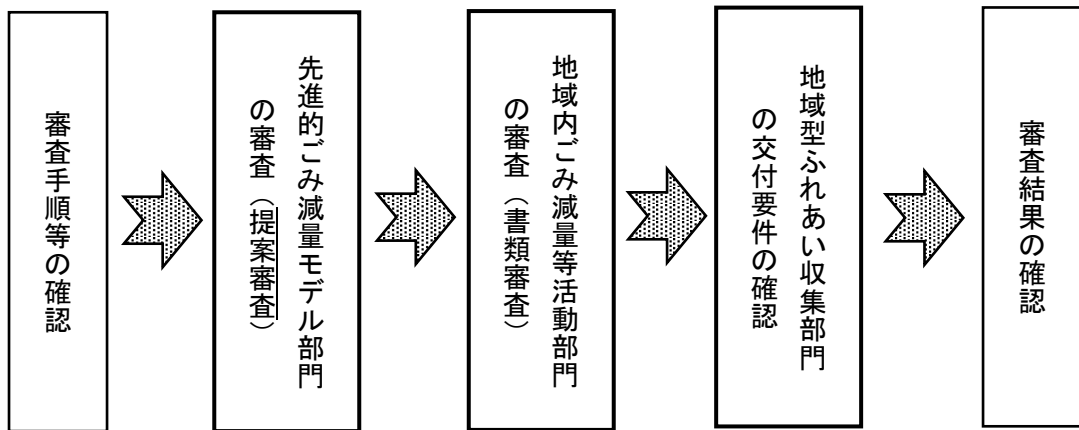 審査手順等の確認
先進的ごみ減量モデル部門
の審査（提案審査）
地域内ごみ減量等活動部門
の審査（書類審査）
地域型ふれあい収集部門
の交付要件の確認
審査結果の確認